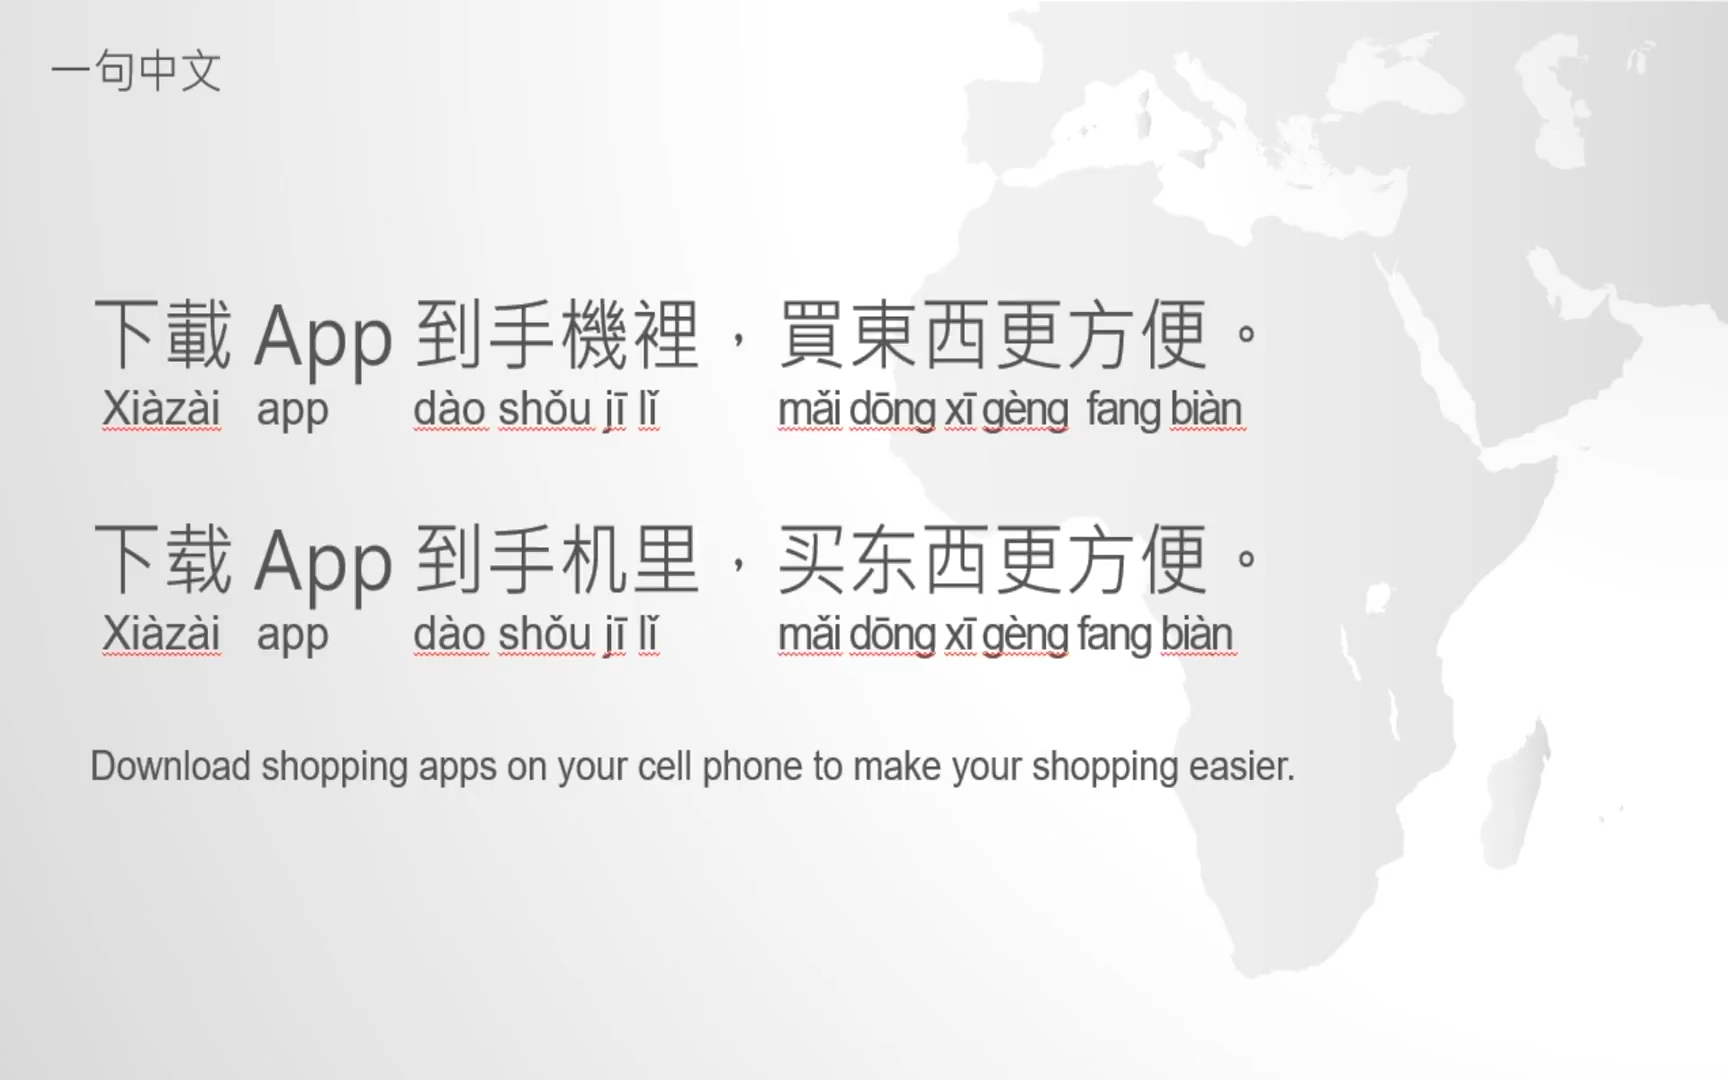 一句中文
下載 App 到手機裡，買東西更方便。
Xiàzài app dào shǒu jī lǐ mǎi dōng xī gèng fang biàn
下载 App 到手机里，买东西更方便。
Xiàzài app dào shǒu jī lǐ mǎi dōng xī gèng fang biàn
Download shopping apps on your cell phone to make your shopping easier.